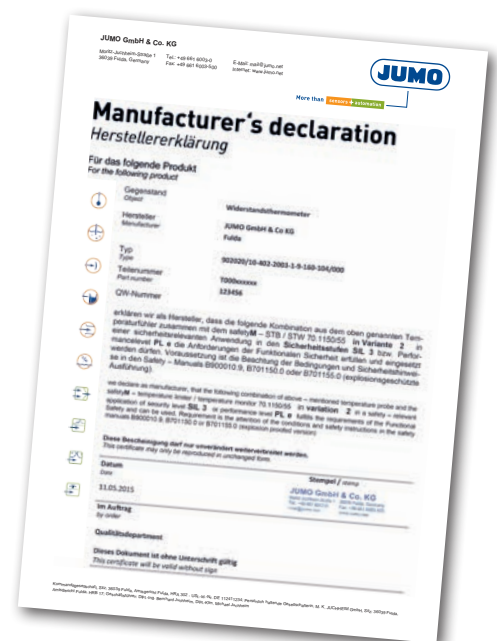 JUMO GmbH & Co. KG
Moritz-Juchheim-Straße 1
36039 Fulda, Germany
Tel.: +49 661 6003-0
Fax: +49 661 6003-500
E-Mail: mail@jumo.net
Internet: www.jumo.net
JUMO
More than sensors + automation
Manufacturer's declaration
Herstellererklärung
Für das folgende Produkt
For the following product
Gegenstand
Object
Widerstandsthermometer
Hersteller
Manufacturer
JUMO GmbH & Co KG
Fulda
Typ
Type
902020/10-402-2003-1-9-160-104/000
Teilenummer
Part number
T000xxxxxx
QW-Nummer
123456
erklären wir als Hersteller, dass die folgende Kombination aus dem oben genannten Tem-
peraturfühler zusammen mit dem safetyM – STB / STW 70.1150/55 in Variante 2 in
einer sicherheitsrelevanten Anwendung in den Sicherheitsstufen SIL 3 bzw. Perfor-
mancelevel PL e die Anforderungen der Funktionalen Sicherheit erfüllen und eingesetzt
werden dürfen. Voraussetzung ist die Beachtung der Bedingungen und Sicherheitshinwei-
se in den Safety – Manuals B900010.9, B701150.0 oder B701155.0 (explosionsgeschützte
Ausführung).
we declare as manufacturer, that the following combination of above – mentioned temperature probe and the
safetyM – temperature limiter / temperature monitor 70.1150/55 in variation 2 in a safety – relevant
application of security level SIL 3 or performance level PL e fulfils the requirements of the Functional
Safety and can be used. Requirement is the attention of the conditions and safety instructions in the safety
manuals B900010.9, B701150.0 or B701155.0 (explosion proofed version)
Diese Bescheinigung darf nur unverändert weiterverbreitet werden.
This certificate may only be reproduced in unchanged form.
Datum
Date
Stempel / stamp
11.05.2015
JUMO GmbH & Co. KG
Im Auftrag
by order
Qualitätsdepartment
Dieses Dokument ist ohne Unterschrift gültig
This certificate will be valid without sign